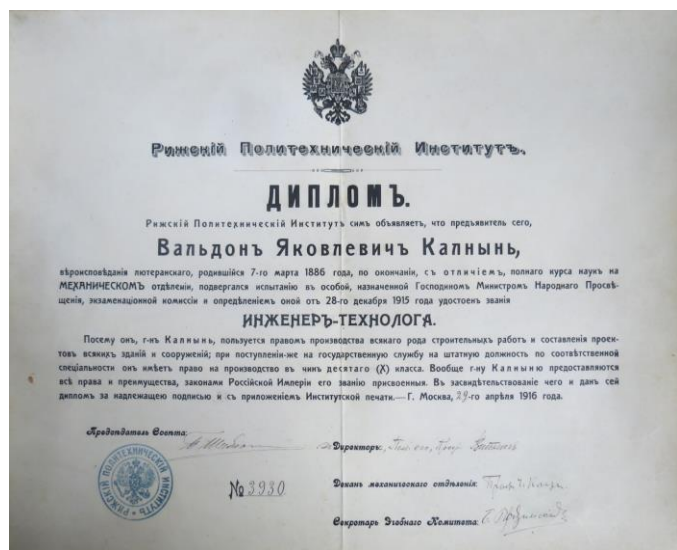 Рижскій Политехническій Институтъ.
ДИПЛОМЪ.
Рижскій Политехническій Институтъ симъ объявляетъ, что предъявитель сего,
Вальдонъ Яковлевичъ Калнынь,
вѣроисповѣданія лютеранскаго, родившійся 7-го марта 1886 года, по окончаніи, съ отличіемъ, полнаго курса наукъ на
МЕХАНИЧЕСКОМЪ отдѣленіи, подвергался испытанію въ особой, назначенной Господиномъ Министромъ Народнаго Просвѣ-
щенія, экзаменаціонной комиссіи и опредѣленіемъ оной отъ 28-го декабря 1915 года удостоенъ званія
ИНЖЕНЕРЪ-ТЕХНОЛОГА.
Посему онъ, г-нъ Калнынь, пользуется правомъ производства всякаго рода строительныхъ работъ и составленія проек-
товъ всякихъ зданій и сооруженій; при поступленіи-же на государственную службу на штатную должность по соотвѣтственной
спеціальности онъ имѣетъ право на производство въ чинъ десятаго (X) класса. Вообще г-ну Калныню предоставляются
всѣ права и преимущества, законами Россійской Имперіи его званію присвоенныя. Въ засвидѣтельствованіе чего и данъ сей
дипломъ за надлежащею подписью и съ приложеніемъ Институтской печати.— Г. Москва, 29-го апрѣля 1916 года.
Предсѣдатель Совѣта:
Директоръ:
РИЖСКІЙ ПОЛИТЕХНИЧЕСКІЙ ИНСТИТУТЪ
№ 3930
Деканъ механическаго отдѣленія:
Секретарь Учебнаго Комитета: